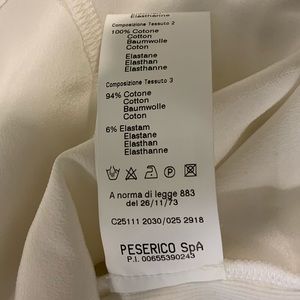 Elasthanne
Composizione Tessuto 2
100% Cotone
Cotton
Baumwolle
Coton
Elastane
Elasthan
Elasthanne
Composizione Tessuto 3
94% Cotone
Cotton
Baumwolle
Coton
6% Elastam
Elastane
Elasthan
Elasthanne
A norma di legge 883
del 26/11/73
C25111 2030/025 2918
PESERICO SpA
P.I. 00655390243